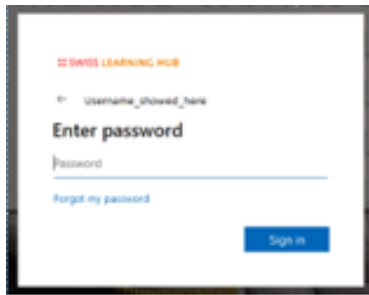 SWISS LEARNING HUB
← Username_showed_here
Enter password
Password
Forgot my password
Sign in